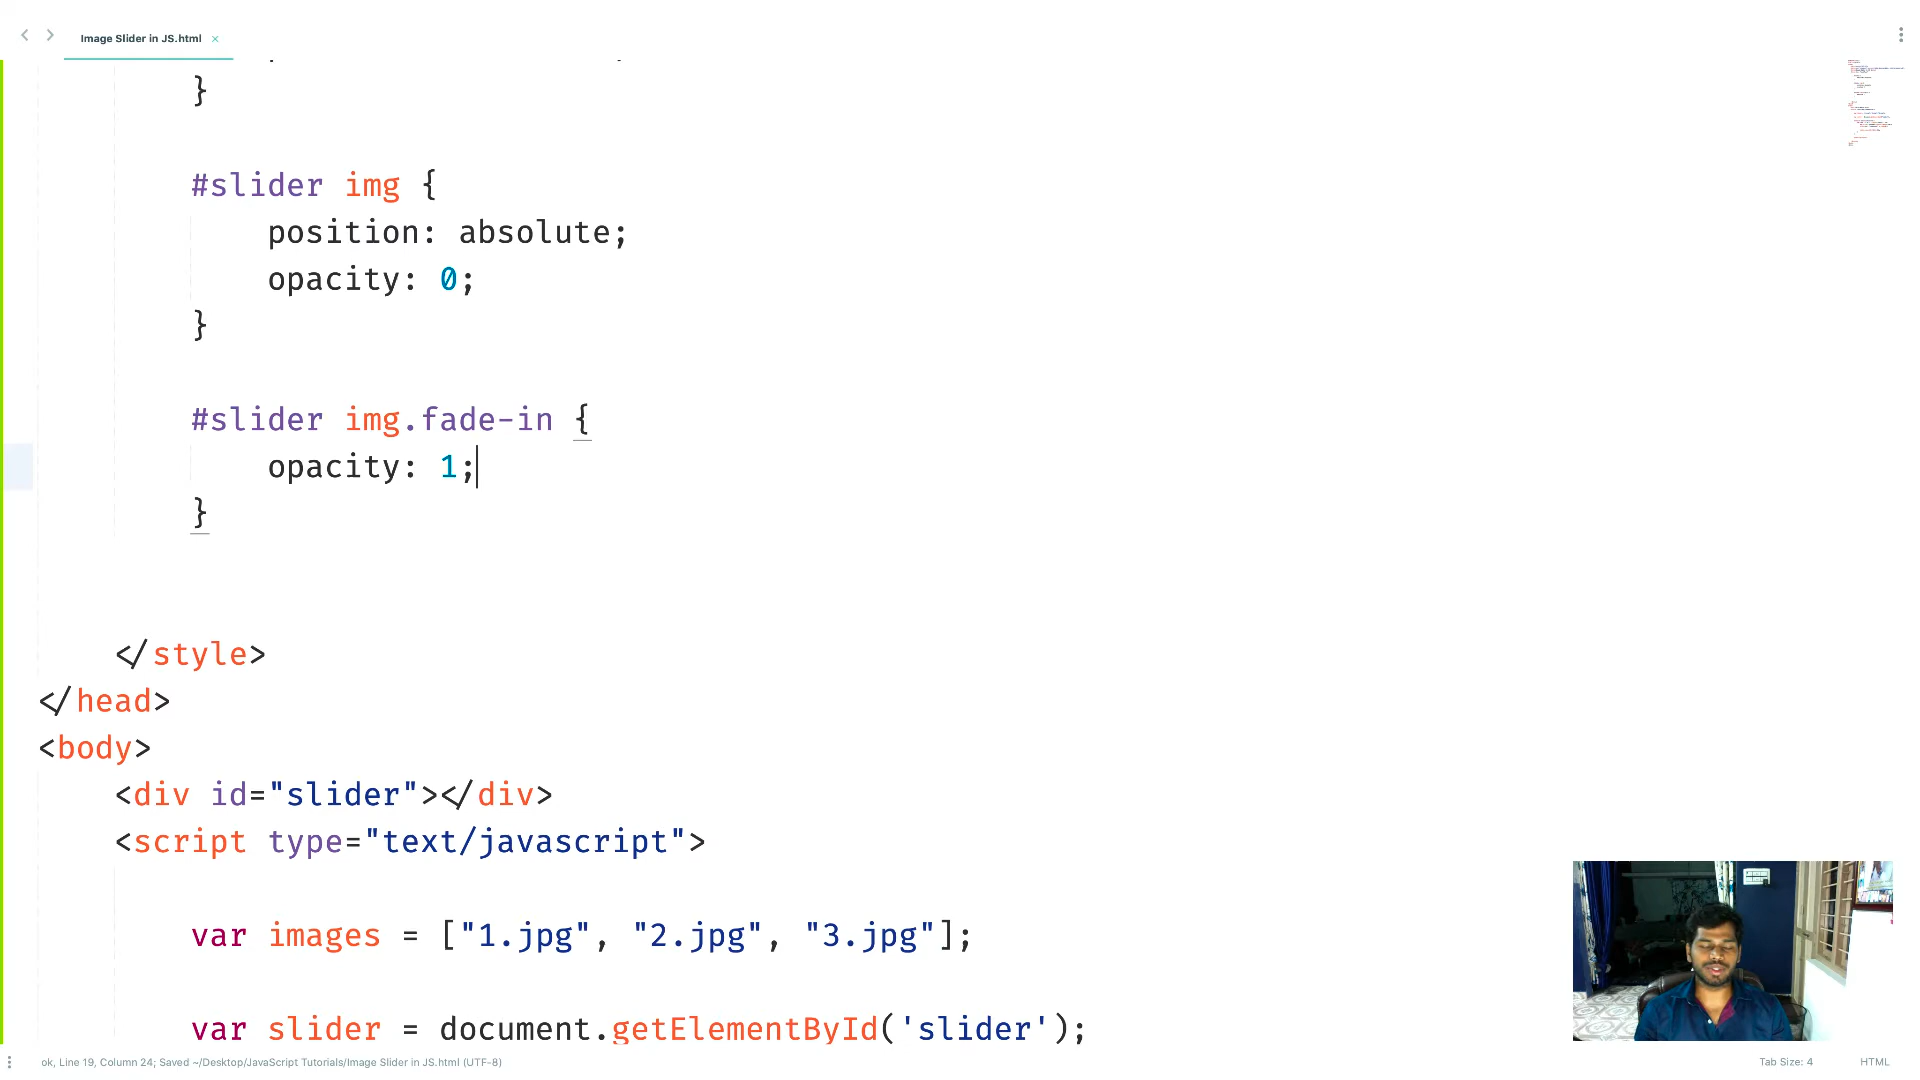 Image Slider in JS.html ×
}
#slider img {
position: absolute;
opacity: 0;
}
#slider img.fade-in {
opacity: 1;
}
</style>
</head>
<body>
<div id="slider"></div>
<script type="text/javascript">
var images = ["1.jpg", "2.jpg", "3.jpg"];
var slider = document.getElementById('slider');
ok, Line 19, Column 24; Saved ~/Desktop/JavaScript Tutorials/Image Slider in JS.html (UTF-8)
Tab Size: 4
HTML